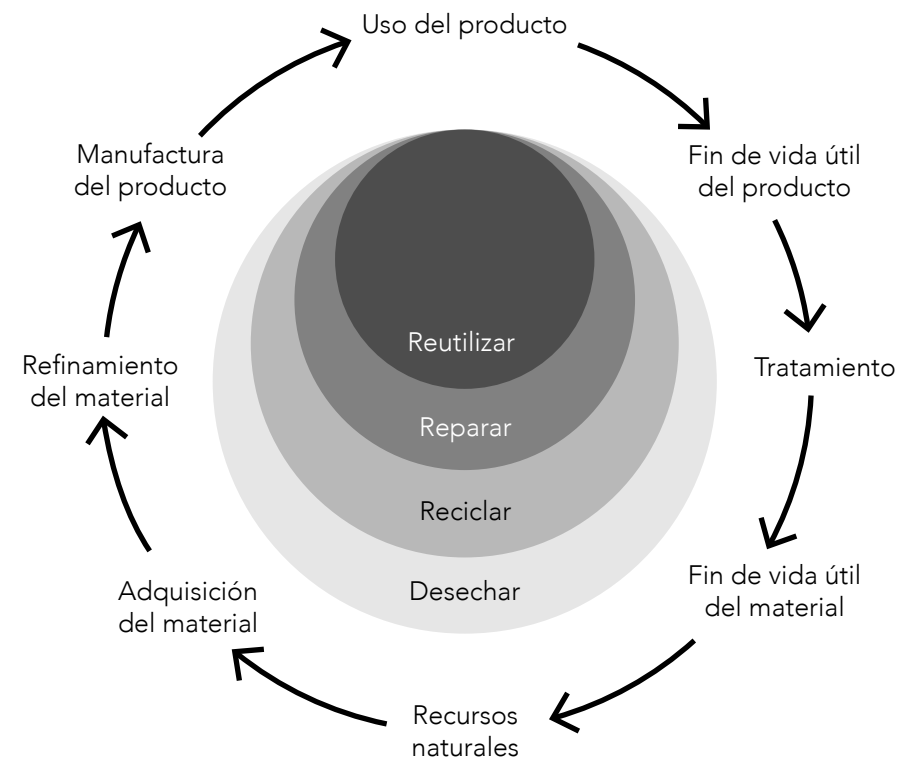 Uso del producto
Fin de vida útil
del producto
Tratamiento
Fin de vida útil
del material
Recursos
naturales
Adquisición
del material
Refinamiento
del material
Manufactura
del producto
Reutilizar
Reparar
Reciclar
Desechar